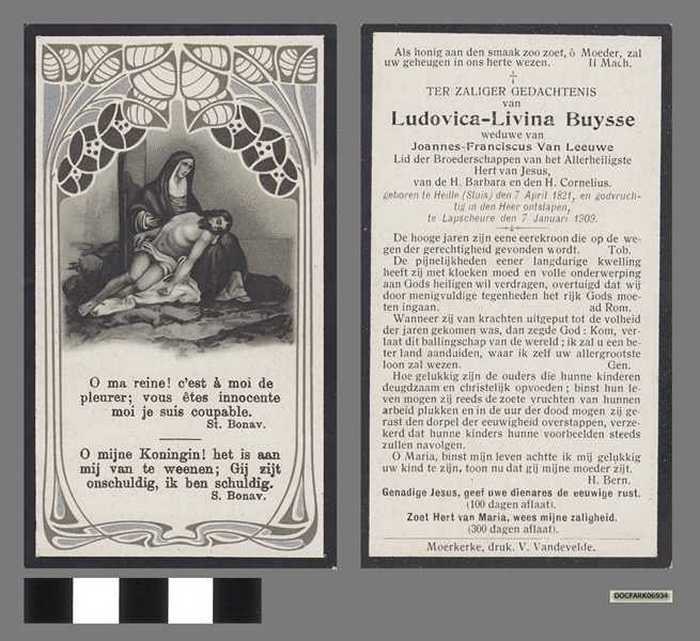 O ma reine! c'est à moi de
pleurer; vous êtes innocente
moi je suis coupable.
St. Bonav.
O mijne Koningin! het is aan
mij van te weenen; Gij zijt
onschuldig, ik ben schuldig.
S. Bonav.
Als honig aan den smaak zoo zoet, ô Moeder, zal
uw geheugen in ons herte wezen. II Mach.
TER ZALIGER GEDACHTENIS
van
Ludovica-Livina Buysse
weduwe van
Joannes-Franciscus Van Leeuwe
Lid der Broederschappen van het Allerheiligste
Hert van Jesus,
van de H. Barbara en den H. Cornelius.
geboren te Heille (Sluis) den 7 April 1821, en godvruch-
tig in den Heer ontslapen,
te Lapscheure den 7 Januari 1909.
De hooge jaren zijn eene eerekroon die op de we-
gen der gerechtigheid gevonden wordt. Tob.
De pijnelijkheden eener langdurige kwelling
heeft zij met kloeken moed en volle onderwerping
aan Gods heiligen wil verdragen, overtuigd dat wij
door menigvuldige tegenheden het rijk Gods moe-
ten ingaan. ad Rom.
Wanneer zij van krachten uitgeput tot de volheid
der jaren gekomen was, dan zegde God: Kom, ver-
laat dit ballingschap van de wereld; ik zal u een be-
ter land aanduiden, waar ik zelf uw allergrootste
loon zal wezen. Gen.
Hoe gelukkig zijn de ouders die hunne kinderen
deugdzaam en christelijk opvoeden; binst hun le-
ven mogen zij reeds de zoete vruchten van hunnen
arbeid plukken en in de uur der dood mogen zij ge-
rast den dorpel der eeuwigheid overstappen, verze-
kerd dat hunne kinders hunne voorbeelden steeds
zullen navolgen.
O Maria, binst mijn leven achtte ik mij gelukkig
uw kind te zijn, toon nu dat gij mijne moeder zijt.
H. Bern.
Genadige Jesus, geef uwe dienares de eeuwige rust.
(100 dagen aflaat).
Zoet Hert van Maria, wees mijne zaligheid.
(300 dagen aflaat).
Moerkerke, druk. V. Vandevelde.
DOCFARK06934